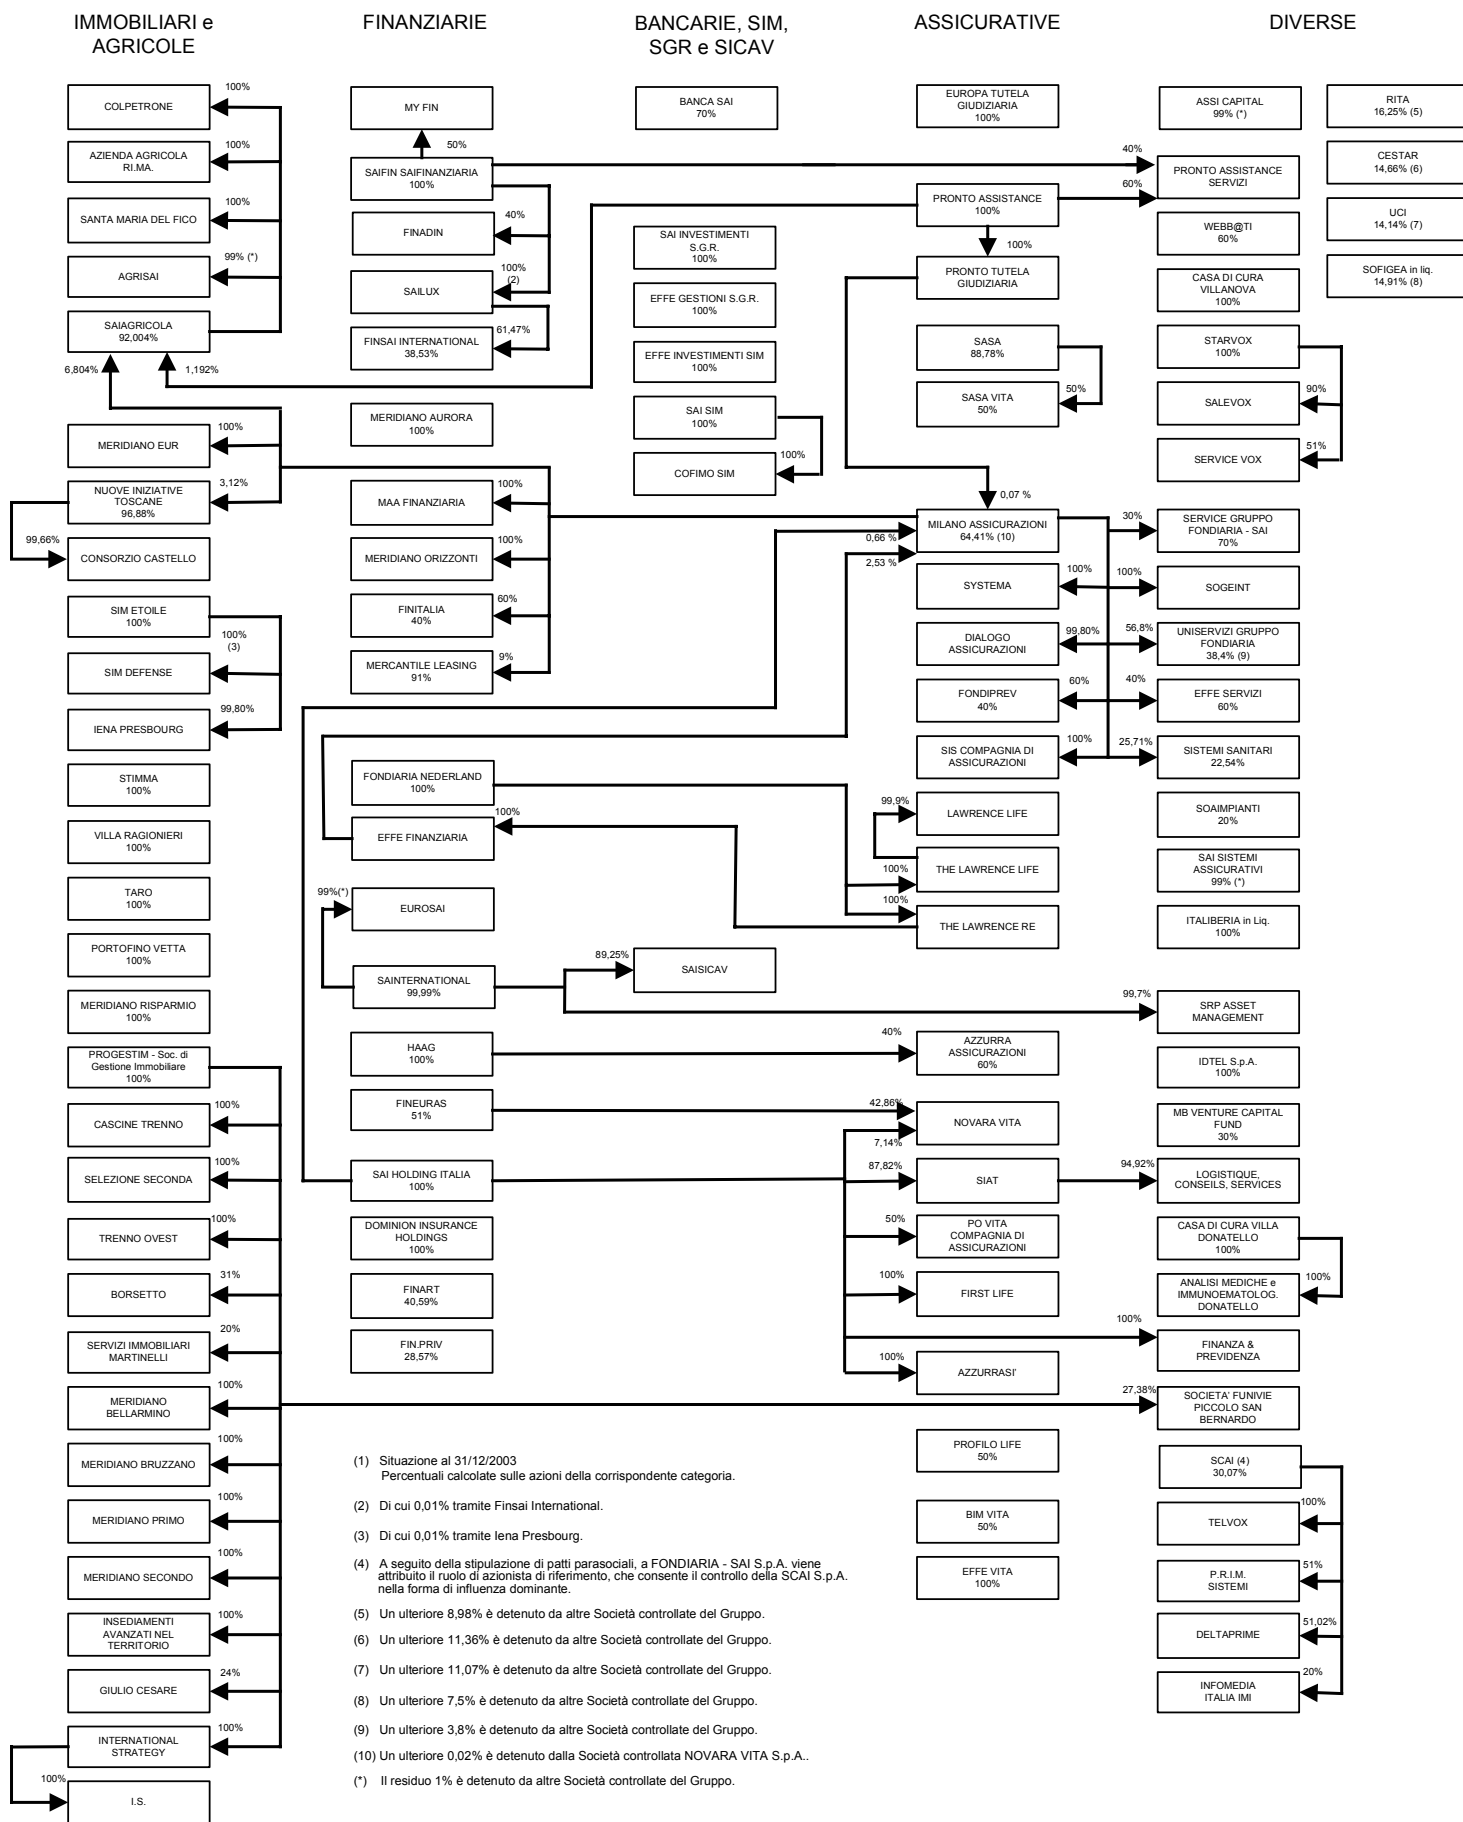 IMMOBILIARI e
AGRICOLE
COLPETRONE
100%
AZIENDA AGRICOLA
RI.MA.
100%
SANTA MARIA DEL FICO
100%
AGRISAI
99% (*)
SAIAGRICOLA
92,004%
6,804%
1,192%
MERIDIANO EUR
100%
NUOVE INIZIATIVE
TOSCANE
96,88%
3,12%
99,66%
CONSORZIO CASTELLO
SIM ETOILE
100%
100%
(3)
SIM DEFENSE
99,80%
IENA PRESBOURG
STIMMA
100%
VILLA RAGIONIERI
100%
TARO
100%
PORTOFINO VETTA
100%
MERIDIANO RISPARMIO
100%
PROGESTIM - Soc. di
Gestione Immobiliare
100%
CASCINE TRENNO
100%
SELEZIONE SECONDA
100%
TRENNO OVEST
100%
BORSETTO
31%
SERVIZI IMMOBILIARI
MARTINELLI
20%
MERIDIANO
BELLARMINO
100%
MERIDIANO BRUZZANO
100%
MERIDIANO PRIMO
100%
MERIDIANO SECONDO
100%
INSEDIAMENTI
AVANZATI NEL
TERRITORIO
100%
GIULIO CESARE
24%
INTERNATIONAL
STRATEGY
100%
100%
I.S.
FINANZIARIE
MY FIN
50%
SAIFIN SAIFINANZIARIA
100%
40%
FINADIN
100%
(2)
SAILUX
FINSAI INTERNATIONAL
38,53%
61,47%
MERIDIANO AURORA
100%
MAA FINANZIARIA
100%
MERIDIANO ORIZZONTI
100%
FINITALIA
40%
60%
MERCANTILE LEASING
91%
9%
FONDIARIA NEDERLAND
100%
EFFE FINANZIARIA
100%
99%(*)
EUROSAI
SAINTERNATIONAL
99,99%
HAAG
100%
FINEURAS
51%
SAI HOLDING ITALIA
100%
DOMINION INSURANCE
HOLDINGS
100%
FINART
40,59%
FIN.PRIV
28,57%
BANCARIE, SIM,
SGR e SICAV
BANCA SAI
70%
SAI INVESTIMENTI
S.G.R.
100%
EFFE GESTIONI S.G.R.
100%
EFFE INVESTIMENTI SIM
100%
SAI SIM
100%
100%
COFIMO SIM
89,25%
SAISICAV
ASSICURATIVE
EUROPA TUTELA
GIUDIZIARIA
100%
PRONTO ASSISTANCE
100%
100%
PRONTO TUTELA
GIUDIZIARIA
SASA
88,78%
50%
SASA VITA
50%
0,07 %
MILANO ASSICURAZIONI
64,41% (10)
0,66 %
2,53 %
SYSTEMA
100%
DIALOGO
ASSICURAZIONI
99,80%
FONDIPREV
40%
60%
SIS COMPAGNIA DI
ASSICURAZIONI
100%
99,9%
LAWRENCE LIFE
THE LAWRENCE LIFE
100%
100%
THE LAWRENCE RE
40%
AZZURRA
ASSICURAZIONI
60%
42,86%
NOVARA VITA
7,14%
87,82%
SIAT
50%
PO VITA
COMPAGNIA DI
ASSICURAZIONI
100%
FIRST LIFE
100%
AZZURRASI'
PROFILO LIFE
50%
BIM VITA
50%
EFFE VITA
100%
DIVERSE
ASSI CAPITAL
99% (*)
40%
PRONTO ASSISTANCE
SERVIZI
60%
WEBB@TI
60%
CASA DI CURA
VILLANOVA
100%
STARVOX
100%
90%
SALEVOX
51%
SERVICE VOX
30%
SERVICE GRUPPO
FONDIARIA - SAI
70%
100%
SOGEINT
56,8%
UNISERVIZI GRUPPO
FONDIARIA
38,4% (9)
40%
EFFE SERVIZI
60%
25,71%
SISTEMI SANITARI
22,54%
SOAIMPIANTI
20%
SAI SISTEMI
ASSICURATIVI
99% (*)
ITALIBERIA in Liq.
100%
99,7%
SRP ASSET
MANAGEMENT
IDTEL S.p.A.
100%
MB VENTURE CAPITAL
FUND
30%
94,92%
LOGISTIQUE,
CONSEILS, SERVICES
CASA DI CURA VILLA
DONATELLO
100%
100%
ANALISI MEDICHE e
IMMUNOEMATOLOG.
DONATELLO
100%
FINANZA &
PREVIDENZA
27,38%
SOCIETA' FUNIVIE
PICCOLO SAN
BERNARDO
SCAI (4)
30,07%
100%
TELVOX
51%
P.R.I.M.
SISTEMI
51,02%
DELTAPRIME
20%
INFOMEDIA
ITALIA IMI
RITA
16,25% (5)
CESTAR
14,66% (6)
UCI
14,14% (7)
SOFIGEA in liq.
14,91% (8)
(1) Situazione al 31/12/2003
Percentuali calcolate sulle azioni della corrispondente categoria.
(2) Di cui 0,01% tramite Finsai International.
(3) Di cui 0,01% tramite Iena Presbourg.
(4) A seguito della stipulazione di patti parasociali, a FONDIARIA - SAI S.p.A. viene
attribuito il ruolo di azionista di riferimento, che consente il controllo della SCAI S.p.A.
nella forma di influenza dominante.
(5) Un ulteriore 8,98% è detenuto da altre Società controllate del Gruppo.
(6) Un ulteriore 11,36% è detenuto da altre Società controllate del Gruppo.
(7) Un ulteriore 11,07% è detenuto da altre Società controllate del Gruppo.
(8) Un ulteriore 7,5% è detenuto da altre Società controllate del Gruppo.
(9) Un ulteriore 3,8% è detenuto da altre Società controllate del Gruppo.
(10) Un ulteriore 0,02% è detenuto dalla Società controllata NOVARA VITA S.p.A..
(*) Il residuo 1% è detenuto da altre Società controllate del Gruppo.